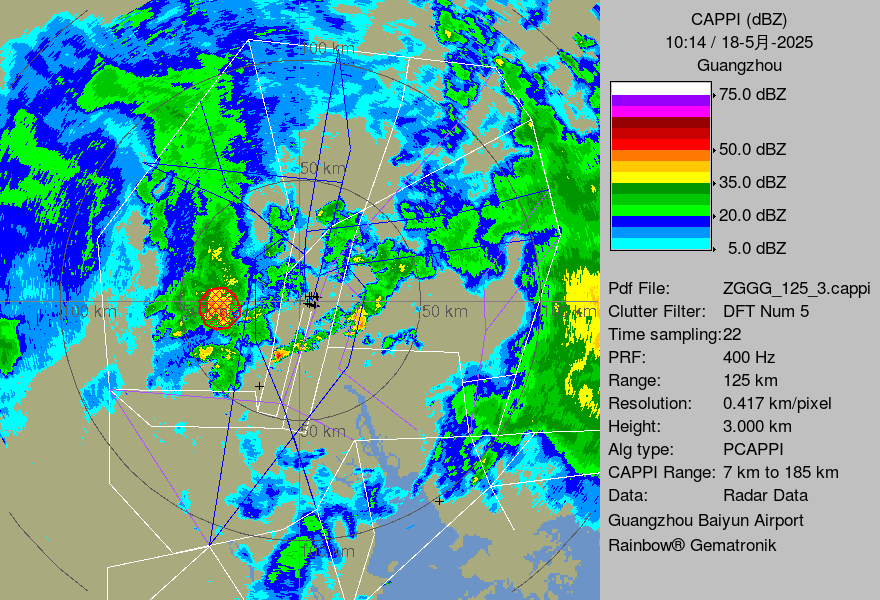 100 km
50 km
100 km
50 km
km
50 km
100 km
CAPPI (dBZ)
10:14 / 18-5月-2025
Guangzhou
75.0 dBZ
50.0 dBZ
35.0 dBZ
20.0 dBZ
5.0 dBZ
Pdf File: ZGGG_125_3.cappi
Clutter Filter: DFT Num 5
Time sampling:22
PRF: 400 Hz
Range: 125 km
Resolution: 0.417 km/pixel
Height: 3.000 km
Alg type: PCAPPI
CAPPI Range: 7 km to 185 km
Data: Radar Data
Guangzhou Baiyun Airport
Rainbow® Gematronik